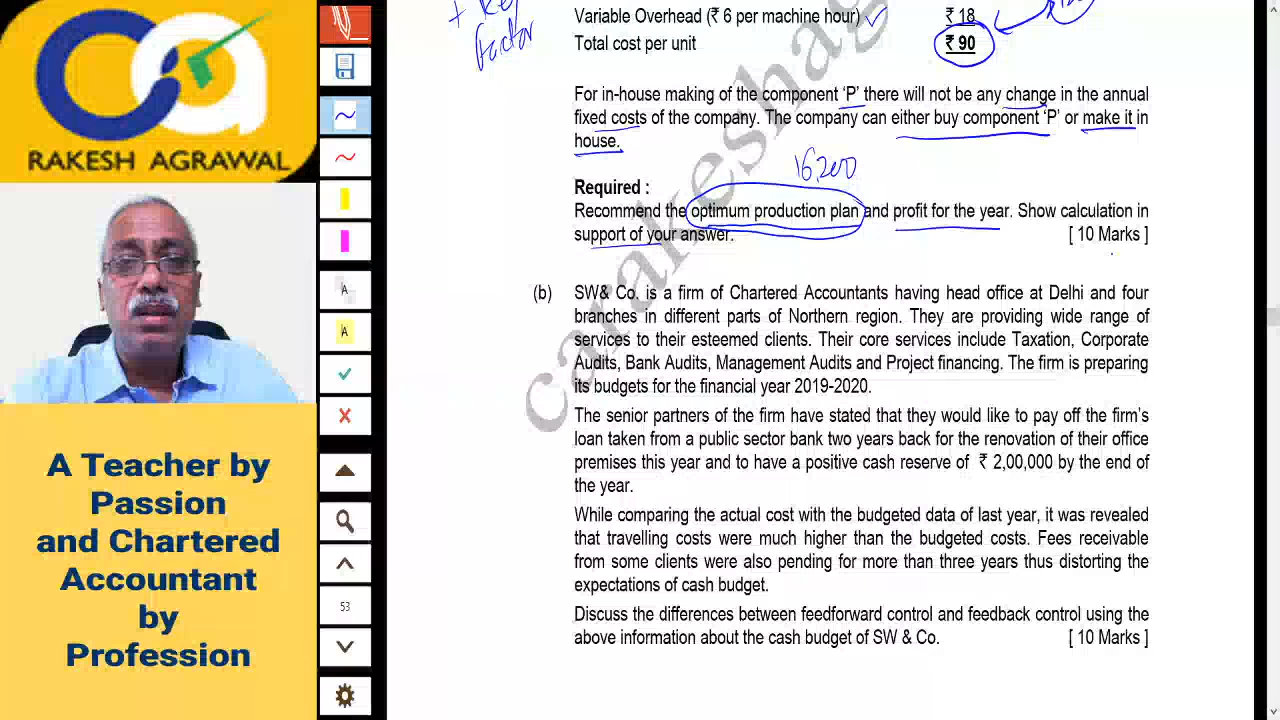 RAKESH AGRAWAL
A Teacher by
Passion
and Chartered
Accountant
by
Profession
A
A
53
+ key
factor
Variable Overhead (₹ 6 per machine hour) ₹ 18
Total cost per unit ₹ 90
For in-house making of the component ‘P’ there will not be any change in the annual
fixed costs of the company. The company can either buy component ‘P’ or make it in
house.
16,200
Required :
Recommend the optimum production plan and profit for the year. Show calculation in
support of your answer. [ 10 Marks ]
(b) SW& Co. is a firm of Chartered Accountants having head office at Delhi and four
branches in different parts of Northern region. They are providing wide range of
services to their esteemed clients. Their core services include Taxation, Corporate
Audits, Bank Audits, Management Audits and Project financing. The firm is preparing
its budgets for the financial year 2019-2020.
The senior partners of the firm have stated that they would like to pay off the firm’s
loan taken from a public sector bank two years back for the renovation of their office
premises this year and to have a positive cash reserve of ₹ 2,00,000 by the end of
the year.
While comparing the actual cost with the budgeted data of last year, it was revealed
that travelling costs were much higher than the budgeted costs. Fees receivable
from some clients were also pending for more than three years thus distorting the
expectations of cash budget.
Discuss the differences between feedforward control and feedback control using the
above information about the cash budget of SW & Co. [ 10 Marks ]
carakeshag